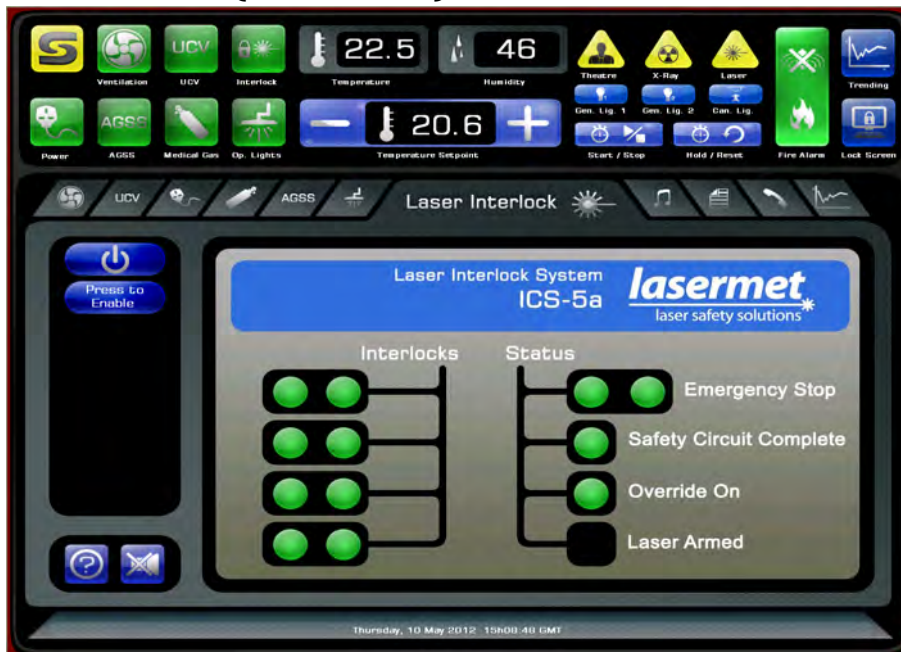 S
UCV
22.5
46
Ventilation
UCV
Interlock
Temperature
Humidity
Theatre
X-Ray
Laser
Trending
AGSS
20.6
Gen. Lig. 1
Gen. Lig. 2
Can. Lig.
Power
AGSS
Medical Gas
Op. Lights
Temperature Setpoint
Start / Stop
Hold / Reset
Fire Alarm
Lock Screen
UCV
AGSS
Laser Interlock
Press to
Enable
Laser Interlock System
ICS-5a
lasermet
laser safety solutions
Interlocks
Status
Emergency Stop
Safety Circuit Complete
Override On
Laser Armed
?
Thursday, 10 May 2012 15h08:48 GMT